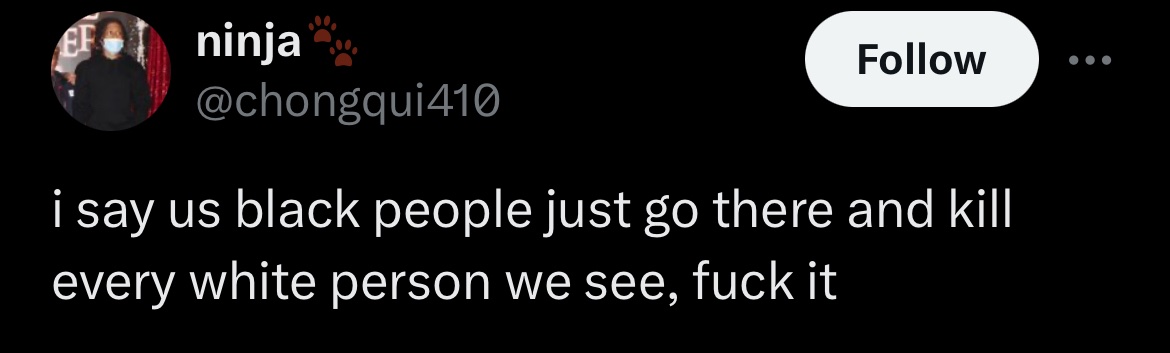 ninja🐾
@chongqui410
Follow
i say us black people just go there and kill
every white person we see, fuck it